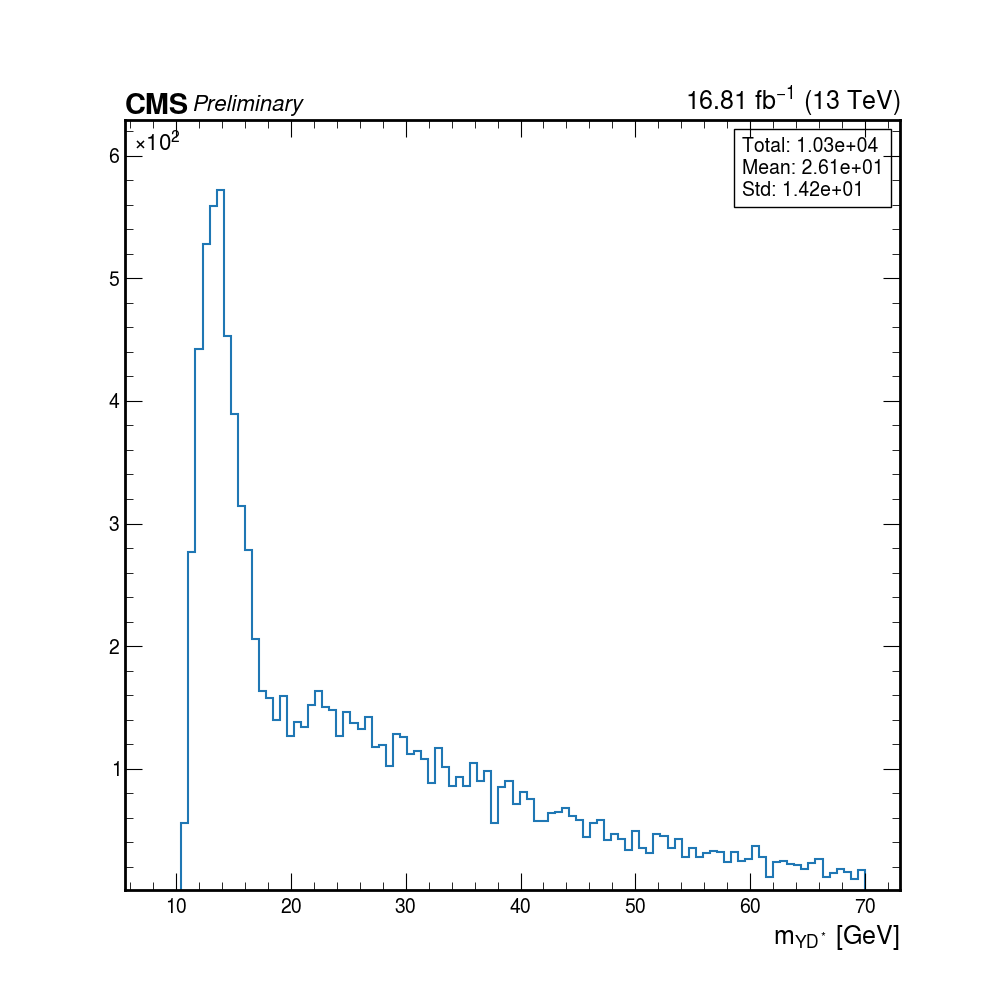 CMS Preliminary 16.81 fb⁻¹ (13 TeV)
×10²
Total: 1.03e+04
Mean: 2.61e+01
Std: 1.42e+01
6
5
4
3
2
1
10 20 30 40 50 60 70
m_YD* [GeV]